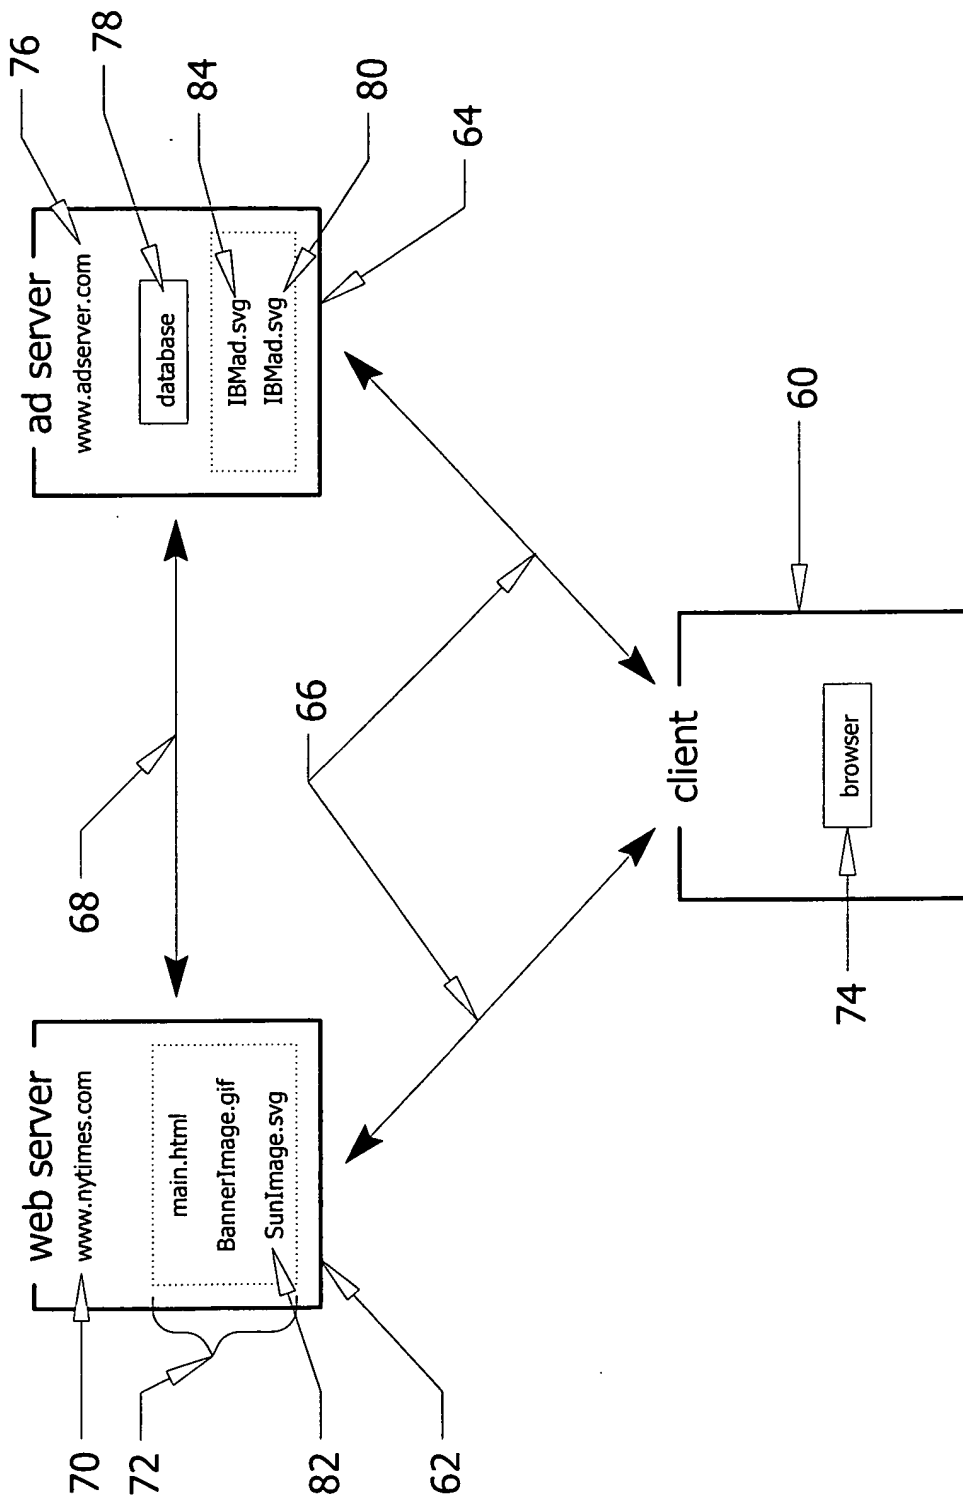 web server
www.nytimes.com
main.html
BannerImage.gif
SunImage.svg
70
72
82
62
68
66
ad server
www.adserver.com
database
IBMad.svg
IBMad.svg
76
78
84
80
64
client
browser
74
60